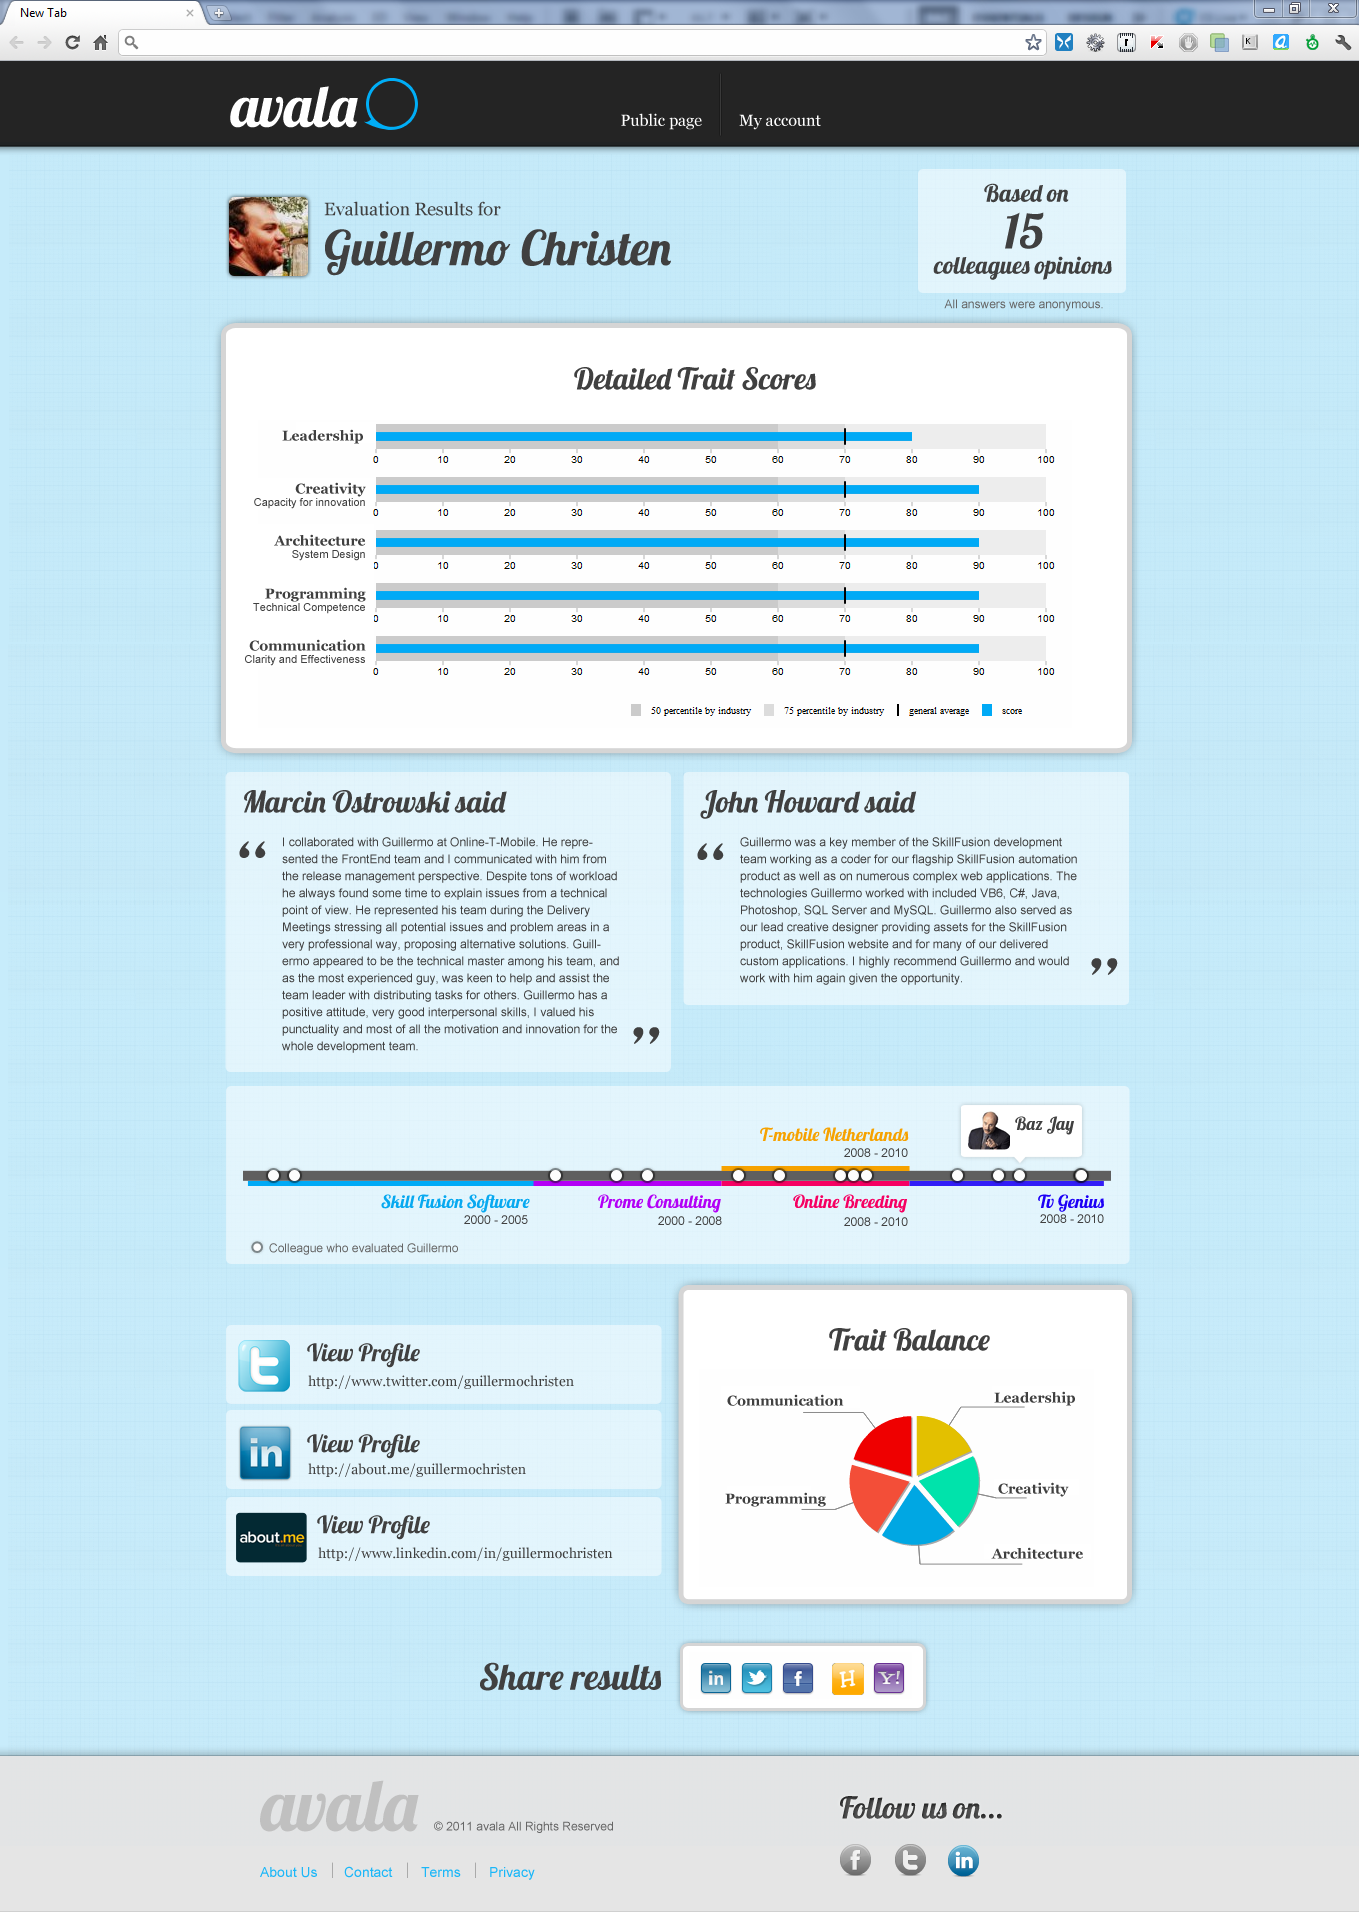 New Tab
avala
Public page
My account
Evaluation Results for
Guillermo Christen
Based on
15
colleagues opinions
All answers were anonymous.
Detailed Trait Scores
Leadership
0 10 20 30 40 50 60 70 80 90 100
Creativity
Capacity for innovation
0 10 20 30 40 50 60 70 80 90 100
Architecture
System Design
0 10 20 30 40 50 60 70 80 90 100
Programming
Technical Competence
0 10 20 30 40 50 60 70 80 90 100
Communication
Clarity and Effectiveness
0 10 20 30 40 50 60 70 80 90 100
50 percentile by industry 75 percentile by industry general average score
Marcin Ostrowski said
“
I collaborated with Guillermo at Online-T-Mobile. He repre-
sented the FrontEnd team and I communicated with him from
the release management perspective. Despite tons of workload
he always found some time to explain issues from a technical
point of view. He represented his team during the Delivery
Meetings stressing all potential issues and problem areas in a
very professional way, proposing alternative solutions. Guill-
ermo appeared to be the technical master among his team, and
as the most experienced guy, was keen to help and assist the
team leader with distributing tasks for others. Guillermo has a
positive attitude, very good interpersonal skills, I valued his
punctuality and most of all the motivation and innovation for the
whole development team.
”
John Howard said
“
Guillermo was a key member of the SkillFusion development
team working as a coder for our flagship SkillFusion automation
product as well as on numerous complex web applications. The
technologies Guillermo worked with included VB6, C#, Java,
Photoshop, SQL Server and MySQL. Guillermo also served as
our lead creative designer providing assets for the SkillFusion
product, SkillFusion website and for many of our delivered
custom applications. I highly recommend Guillermo and would
work with him again given the opportunity.
”
T-mobile Netherlands
2008 - 2010
Baz Jay
Skill Fusion Software
2000 - 2005
Prome Consulting
2000 - 2008
Online Breeding
2008 - 2010
Tv Genius
2008 - 2010
Colleague who evaluated Guillermo
View Profile
http://www.twitter.com/guillermochristen
in
View Profile
http://about.me/guillermochristen
about.me
View Profile
http://www.linkedin.com/in/guillermochristen
Trait Balance
Communication
Leadership
Creativity
Programming
Architecture
Share results
in
f
H
Y!
avala
© 2011 avala All Rights Reserved
About Us
Contact
Terms
Privacy
Follow us on...
f
t
in